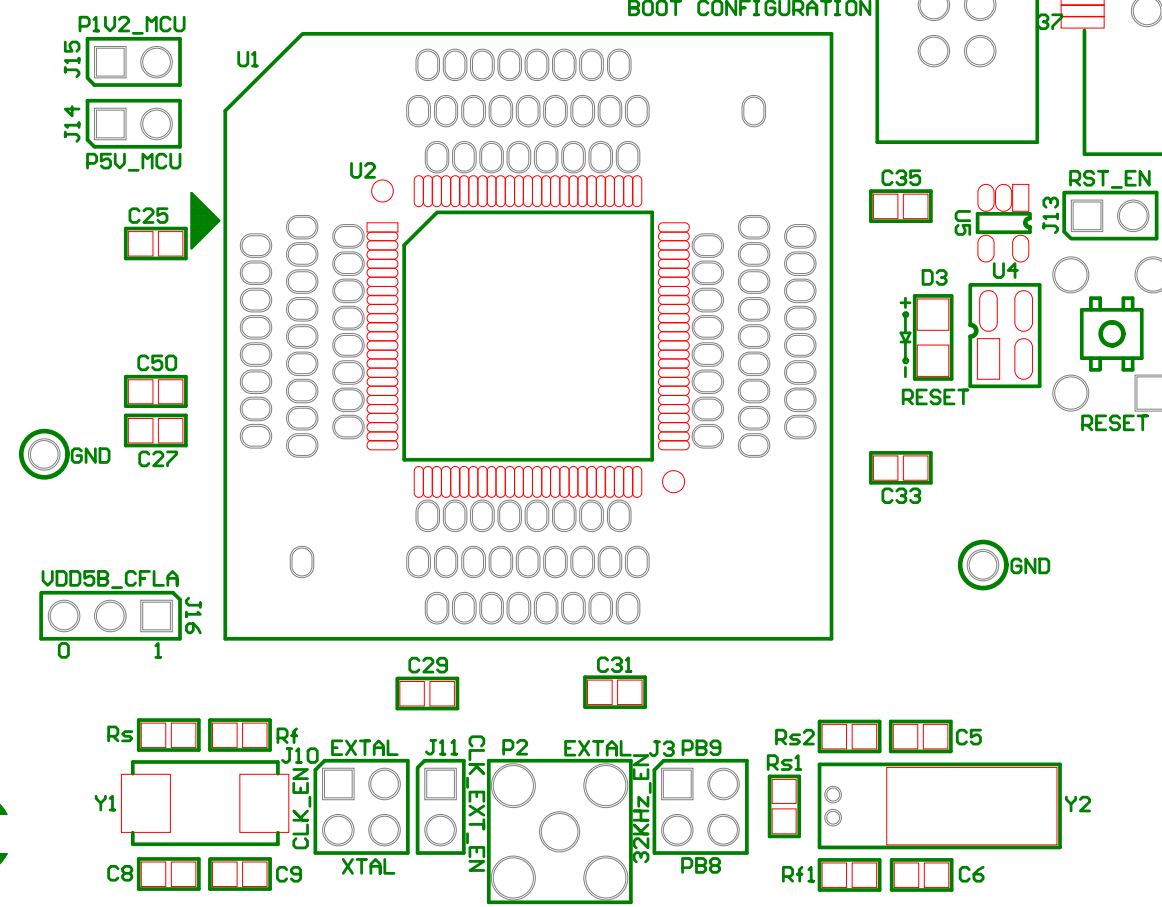 BOOT CONFIGURATION
P1V2_MCU
37
J15
U1
J14
P5V_MCU
U2
C35
RST_EN
C25
U5
J13
D3
U4
+
-
C50
RESET
RESET
GND
C27
C33
VDD5B_CFLA
GND
J16
0 1
C29
C31
Rs
Rf
J10
EXTAL
J11
P2
EXTAL_32KHz_EN
J3
PB9
Rs2
C5
Rs1
Y1
CLK_EN
CLK_EXT_EN
Y2
C8
C9
XTAL
PB8
Rf1
C6